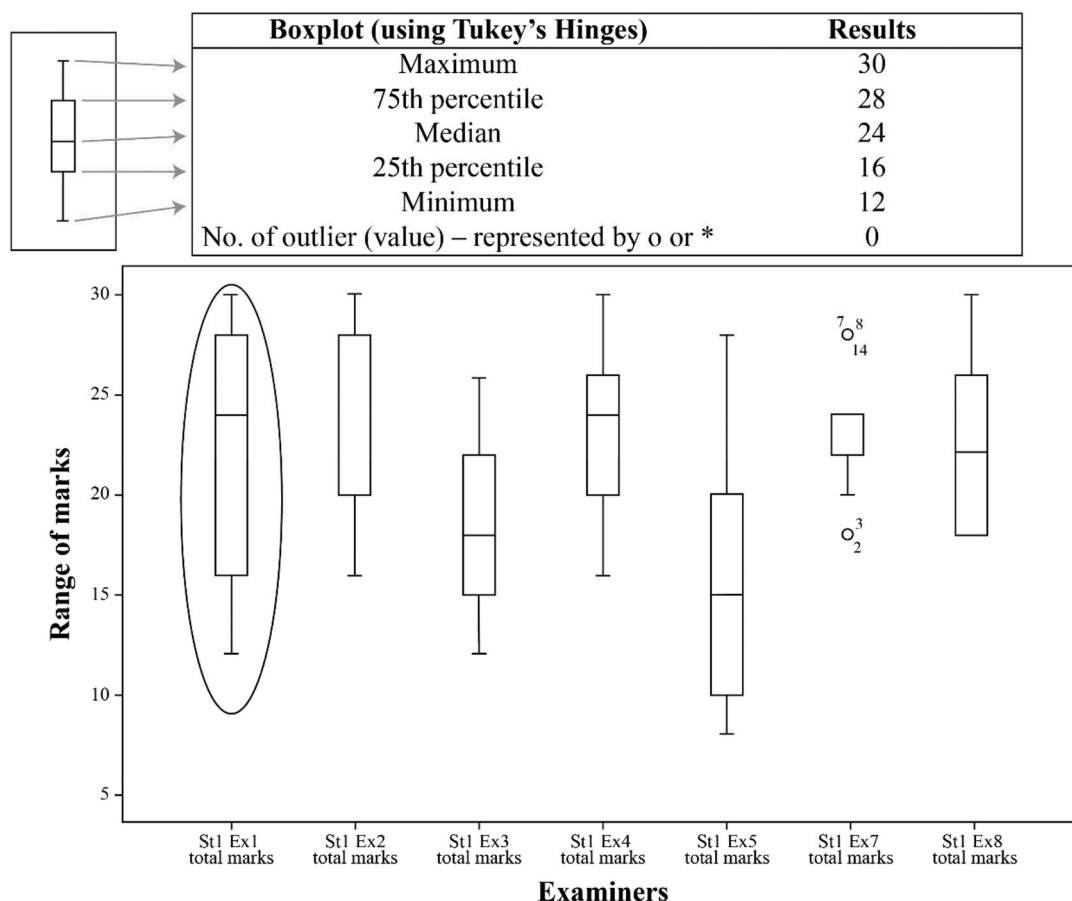 Boxplot (using Tukey's Hinges) Results
Maximum 30
75th percentile 28
Median 24
25th percentile 16
Minimum 12
No. of outlier (value) – represented by o or * 0
30
25
20
15
10
5
Range of marks
7 8
14
3
2
St1 Ex1 St1 Ex2 St1 Ex3 St1 Ex4 St1 Ex5 St1 Ex7 St1 Ex8
total marks total marks total marks total marks total marks total marks total marks
Examiners